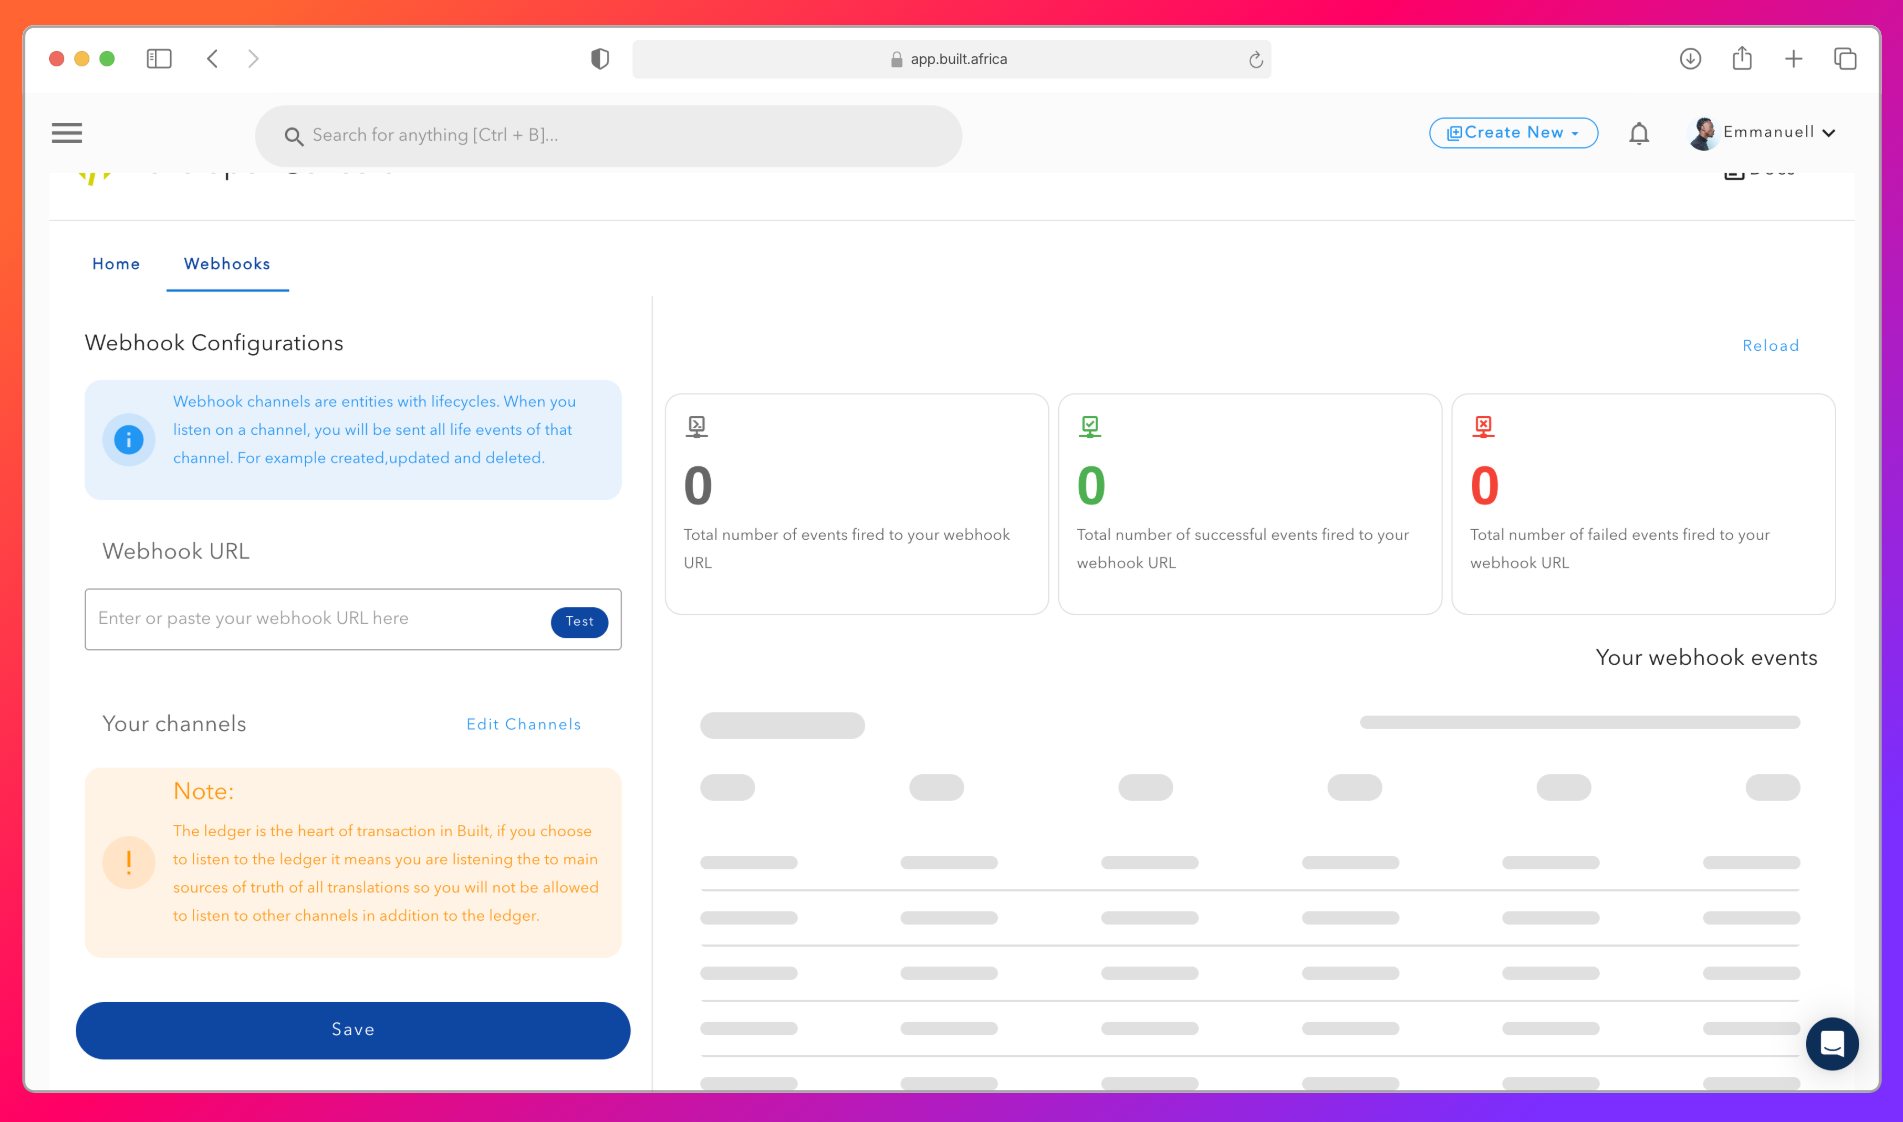 app.built.africa
Search for anything [Ctrl + B]...
Create New
Emmanuell
Home
Webhooks
Webhook Configurations
Webhook channels are entities with lifecycles. When you
listen on a channel, you will be sent all life events of that
channel. For example created,updated and deleted.
Webhook URL
Enter or paste your webhook URL here
Test
Your channels
Edit Channels
Note:
The ledger is the heart of transaction in Built, if you choose
to listen to the ledger it means you are listening the to main
sources of truth of all translations so you will not be allowed
to listen to other channels in addition to the ledger.
Save
Reload
0
Total number of events fired to your webhook
URL
0
Total number of successful events fired to your
webhook URL
0
Total number of failed events fired to your
webhook URL
Your webhook events